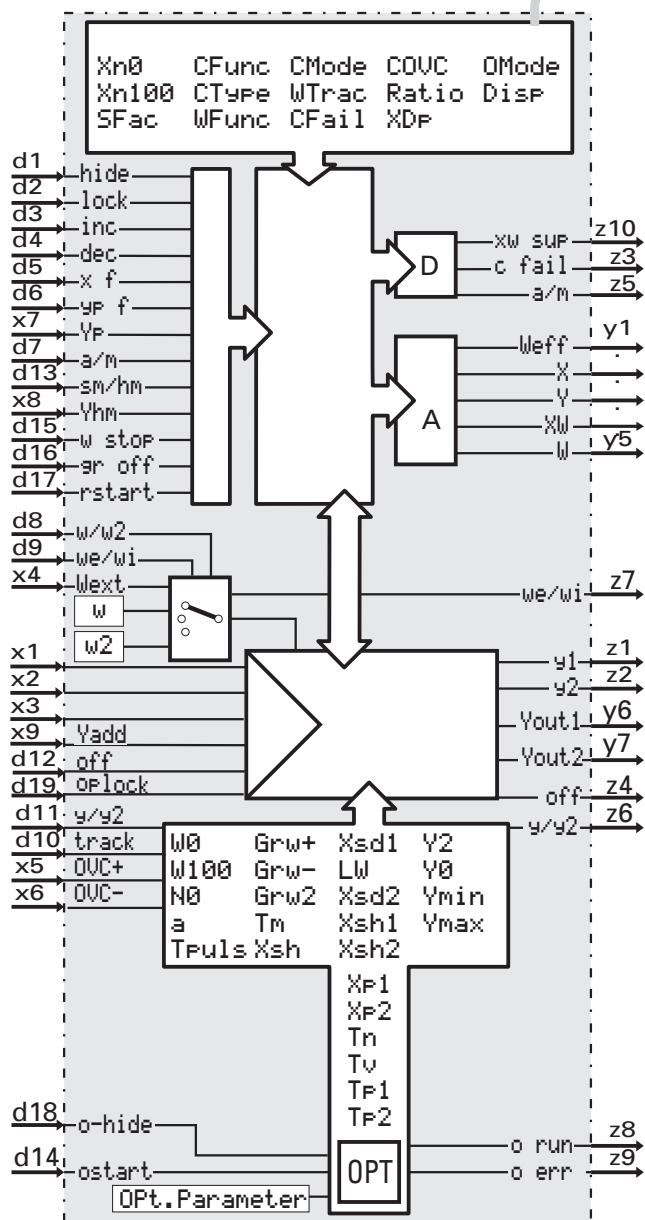 Xn0 CFunc CMode COVC OMode
Xn100 CType WTrac Ratio Disp
SFac WFunc CFail XDp
d1 hide
d2 lock
d3 inc
d4 dec
d5 x f
d6 yp f
x7 Yp
d7 a/m
d13 sm/hm
x8 Yhm
d15 w stop
d16 gr off
d17 rstart
D
xw sup z10
c fail z3
a/m z5
A
Weff y1
X .
Y .
XW .
W y5
d8 w/w2
d9 we/wi
x4 Wext
w
w2
we/wi z7
x1
x2
x3
x9 Yadd
d12 off
d19 oplock
y1 z1
y2 z2
Yout1 y6
Yout2 y7
off z4
y/y2 z6
d11 y/y2
d10 track
x5 OVC+
x6 OVC-
W0 Grw+ Xsd1 Y2
W100 Grw- LW Y0
N0 Grw2 Xsd2 Ymin
a Tm Xsh1 Ymax
Tpuls Xsh Xsh2
Xp1
Xp2
Tn
Tv
Tp1
Tp2
d18 o-hide
d14 ostart
OPt.Parameter
OPT
o run z8
o err z9